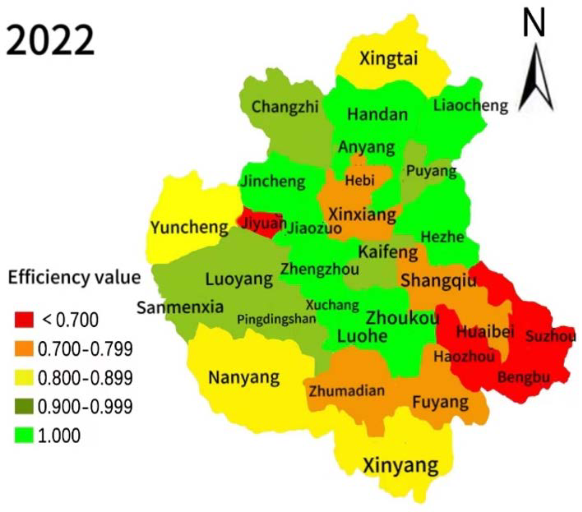 2022
N
Xingtai
Changzhi
Handan
Liaocheng
Anyang
Puyang
Jincheng
Hebi
Xinxiang
Yuncheng
Jiyuan
Jiaozuo
Hezhe
Kaifeng
Zhengzhou
Luoyang
Shangqiu
Efficiency value
Sanmenxia
Xuchang
Pingdingshan
Zhoukou
Luohe
Huaibei
Suzhou
< 0.700
Haozhou
0.700-0.799
Nanyang
Bengbu
0.800-0.899
Zhumadian
Fuyang
0.900-0.999
1.000
Xinyang